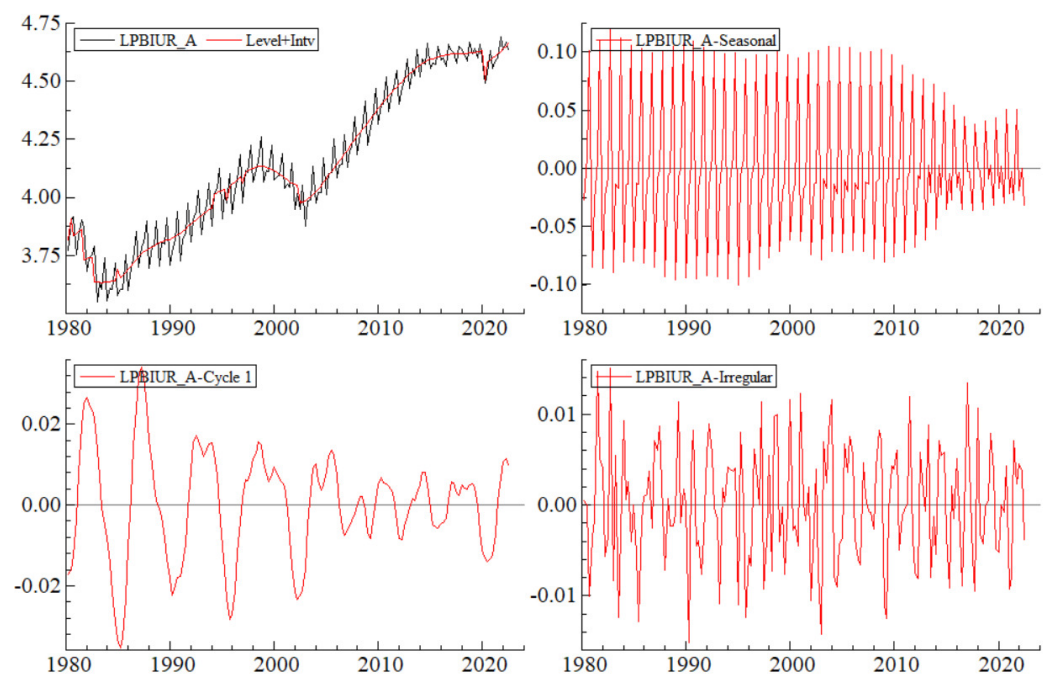 4.75
LPBIUR_A Level+Intv
4.50
4.25
4.00
3.75
1980 1990 2000 2010 2020
LPBIUR_A-Seasonal
0.10
0.05
0.00
-0.05
-0.10
1980 1990 2000 2010 2020
LPBIUR_A-Cycle 1
0.02
0.00
-0.02
1980 1990 2000 2010 2020
LPBIUR_A-Irregular
0.01
0.00
-0.01
1980 1990 2000 2010 2020